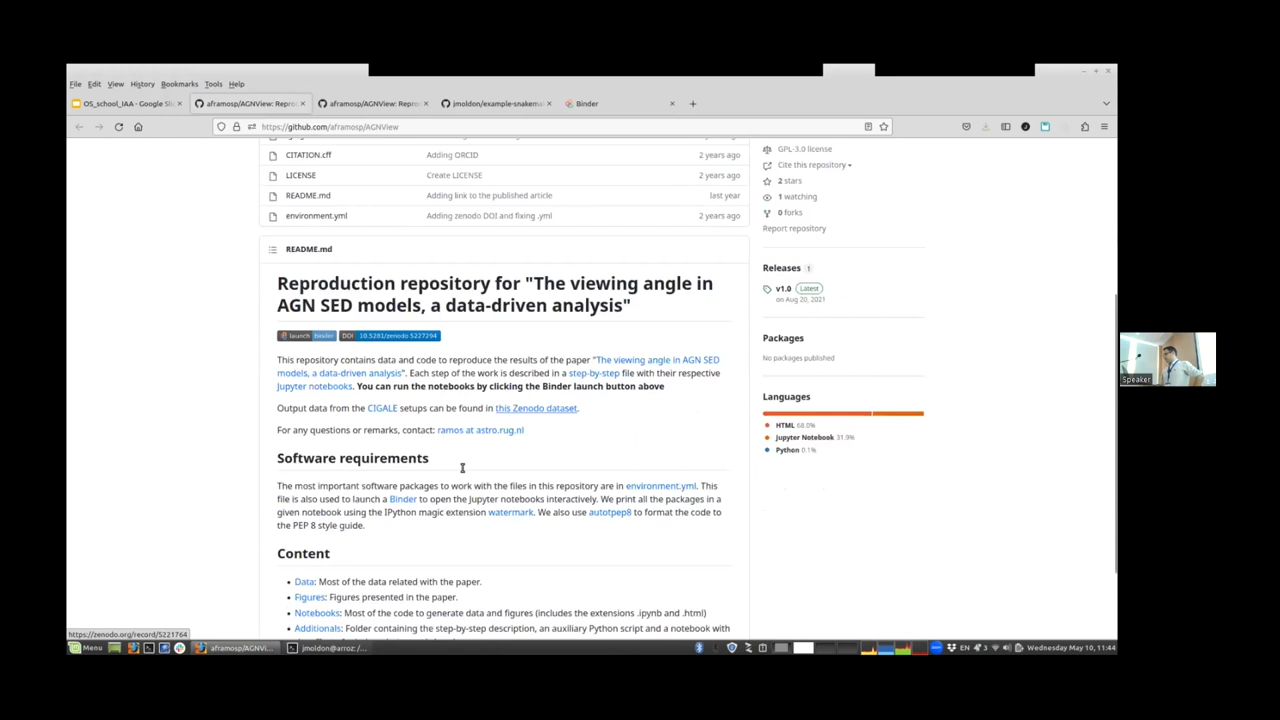 File Edit View History Bookmarks Tools Help
OS_school_IAA - Google Sli
aframosp/AGNView: Repro
aframosp/AGNView: Repro
jmoldon/example-snakema
Binder
https://github.com/aframosp/AGNView
CITATION.cff Adding ORCID 2 years ago
LICENSE Create LICENSE 2 years ago
README.md Adding link to the published article last year
environment.yml Adding zenodo DOI and fixing .yml 2 years ago
README.md
Reproduction repository for "The viewing angle in
AGN SED models, a data-driven analysis"
launch binder DOI 10.5281/zenodo.5227294
This repository contains data and code to reproduce the results of the paper "The viewing angle in AGN SED
models, a data-driven analysis". Each step of the work is described in a step-by-step file with their respective
Jupyter notebooks. You can run the notebooks by clicking the Binder launch button above
Output data from the CIGALE setups can be found in this Zenodo dataset.
For any questions or remarks, contact: ramos at astro.rug.nl
Software requirements
The most important software packages to work with the files in this repository are in environment.yml. This
file is also used to launch a Binder to open the Jupyter notebooks interactively. We print all the packages in a
given notebook using the IPython magic extension watermark. We also use autotpep8 to format the code to
the PEP 8 style guide.
Content
• Data: Most of the data related with the paper.
• Figures: Figures presented in the paper.
• Notebooks: Most of the code to generate data and figures (includes the extensions .ipynb and .html)
• Additionals: Folder containing the step-by-step description, an auxiliary Python script and a notebook with
GPL-3.0 license
Cite this repository
2 stars
1 watching
0 forks
Report repository
Releases 1
v1.0 Latest
on Aug 20, 2021
Packages
No packages published
Languages
HTML 68.0%
Jupyter Notebook 31.9%
Python 0.1%
Speaker
https://zenodo.org/record/5221764
Menu
aframosp/AGNVi...
jmoldon@arroz: /...
EN 3 Wednesday May 10, 11:44